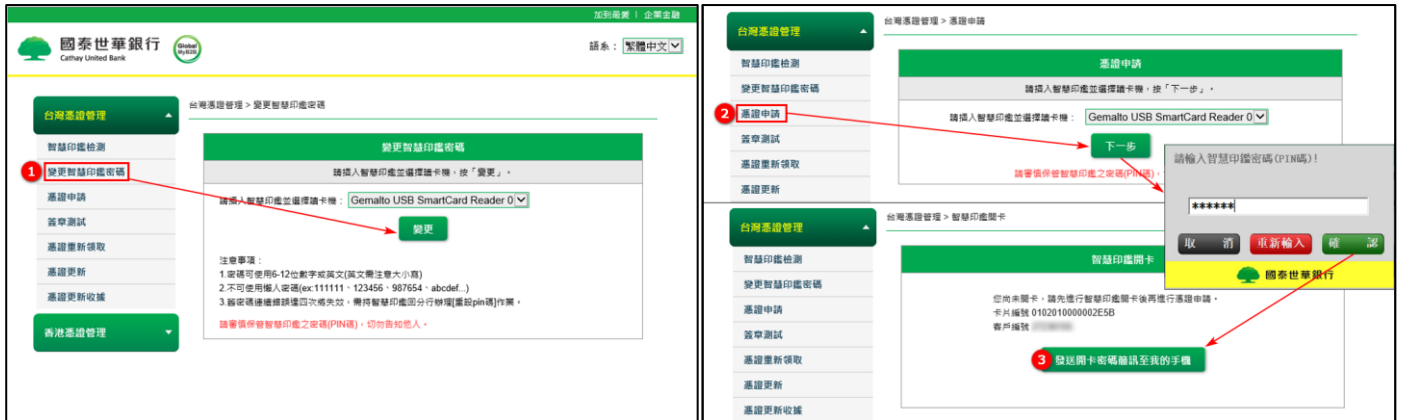 加到最愛 | 企業金融
國泰世華銀行
Cathay United Bank
Global
MyB2B
語系： 繁體中文
台灣憑證管理
智慧印鑑檢測
1 變更智慧印鑑密碼
憑證申請
簽章測試
憑證重新領取
憑證更新
憑證更新收據
香港憑證管理
台灣憑證管理 > 變更智慧印鑑密碼
變更智慧印鑑密碼
請插入智慧印鑑並選擇讀卡機，按「變更」。
請插入智慧印鑑並選擇讀卡機： Gemalto USB SmartCard Reader 0
變更
注意事項：
1.密碼可使用6-12位數字或英文(英文需注意大小寫)
2.不可使用懶人密碼(ex:111111、123456、987654、abcdef...)
3.舊密碼連續錯誤達四次將失效，需持智慧印鑑回分行辦理[重設pin碼]作業。
請審慎保管智慧印鑑之密碼(PIN碼)，切勿告知他人。
台灣憑證管理
智慧印鑑檢測
變更智慧印鑑密碼
2 憑證申請
簽章測試
憑證重新領取
憑證更新
台灣憑證管理 > 憑證申請
憑證申請
請插入智慧印鑑並選擇讀卡機，按「下一步」。
請插入智慧印鑑並選擇讀卡機： Gemalto USB SmartCard Reader 0
下一步
請審慎保管智慧印鑑之密碼(PIN碼)，
請輸入智慧印鑑密碼(PIN碼)!
******
取 消 重新輸入 確 認
國泰世華銀行
台灣憑證管理
智慧印鑑檢測
變更智慧印鑑密碼
憑證申請
簽章測試
憑證重新領取
憑證更新
憑證更新收據
台灣憑證管理 > 智慧印鑑開卡
智慧印鑑開卡
您尚未開卡，請先進行智慧印鑑開卡後再進行憑證申請。
卡片編號 0102010000002E5B
客戶編號
3 發送開卡密碼簡訊至我的手機